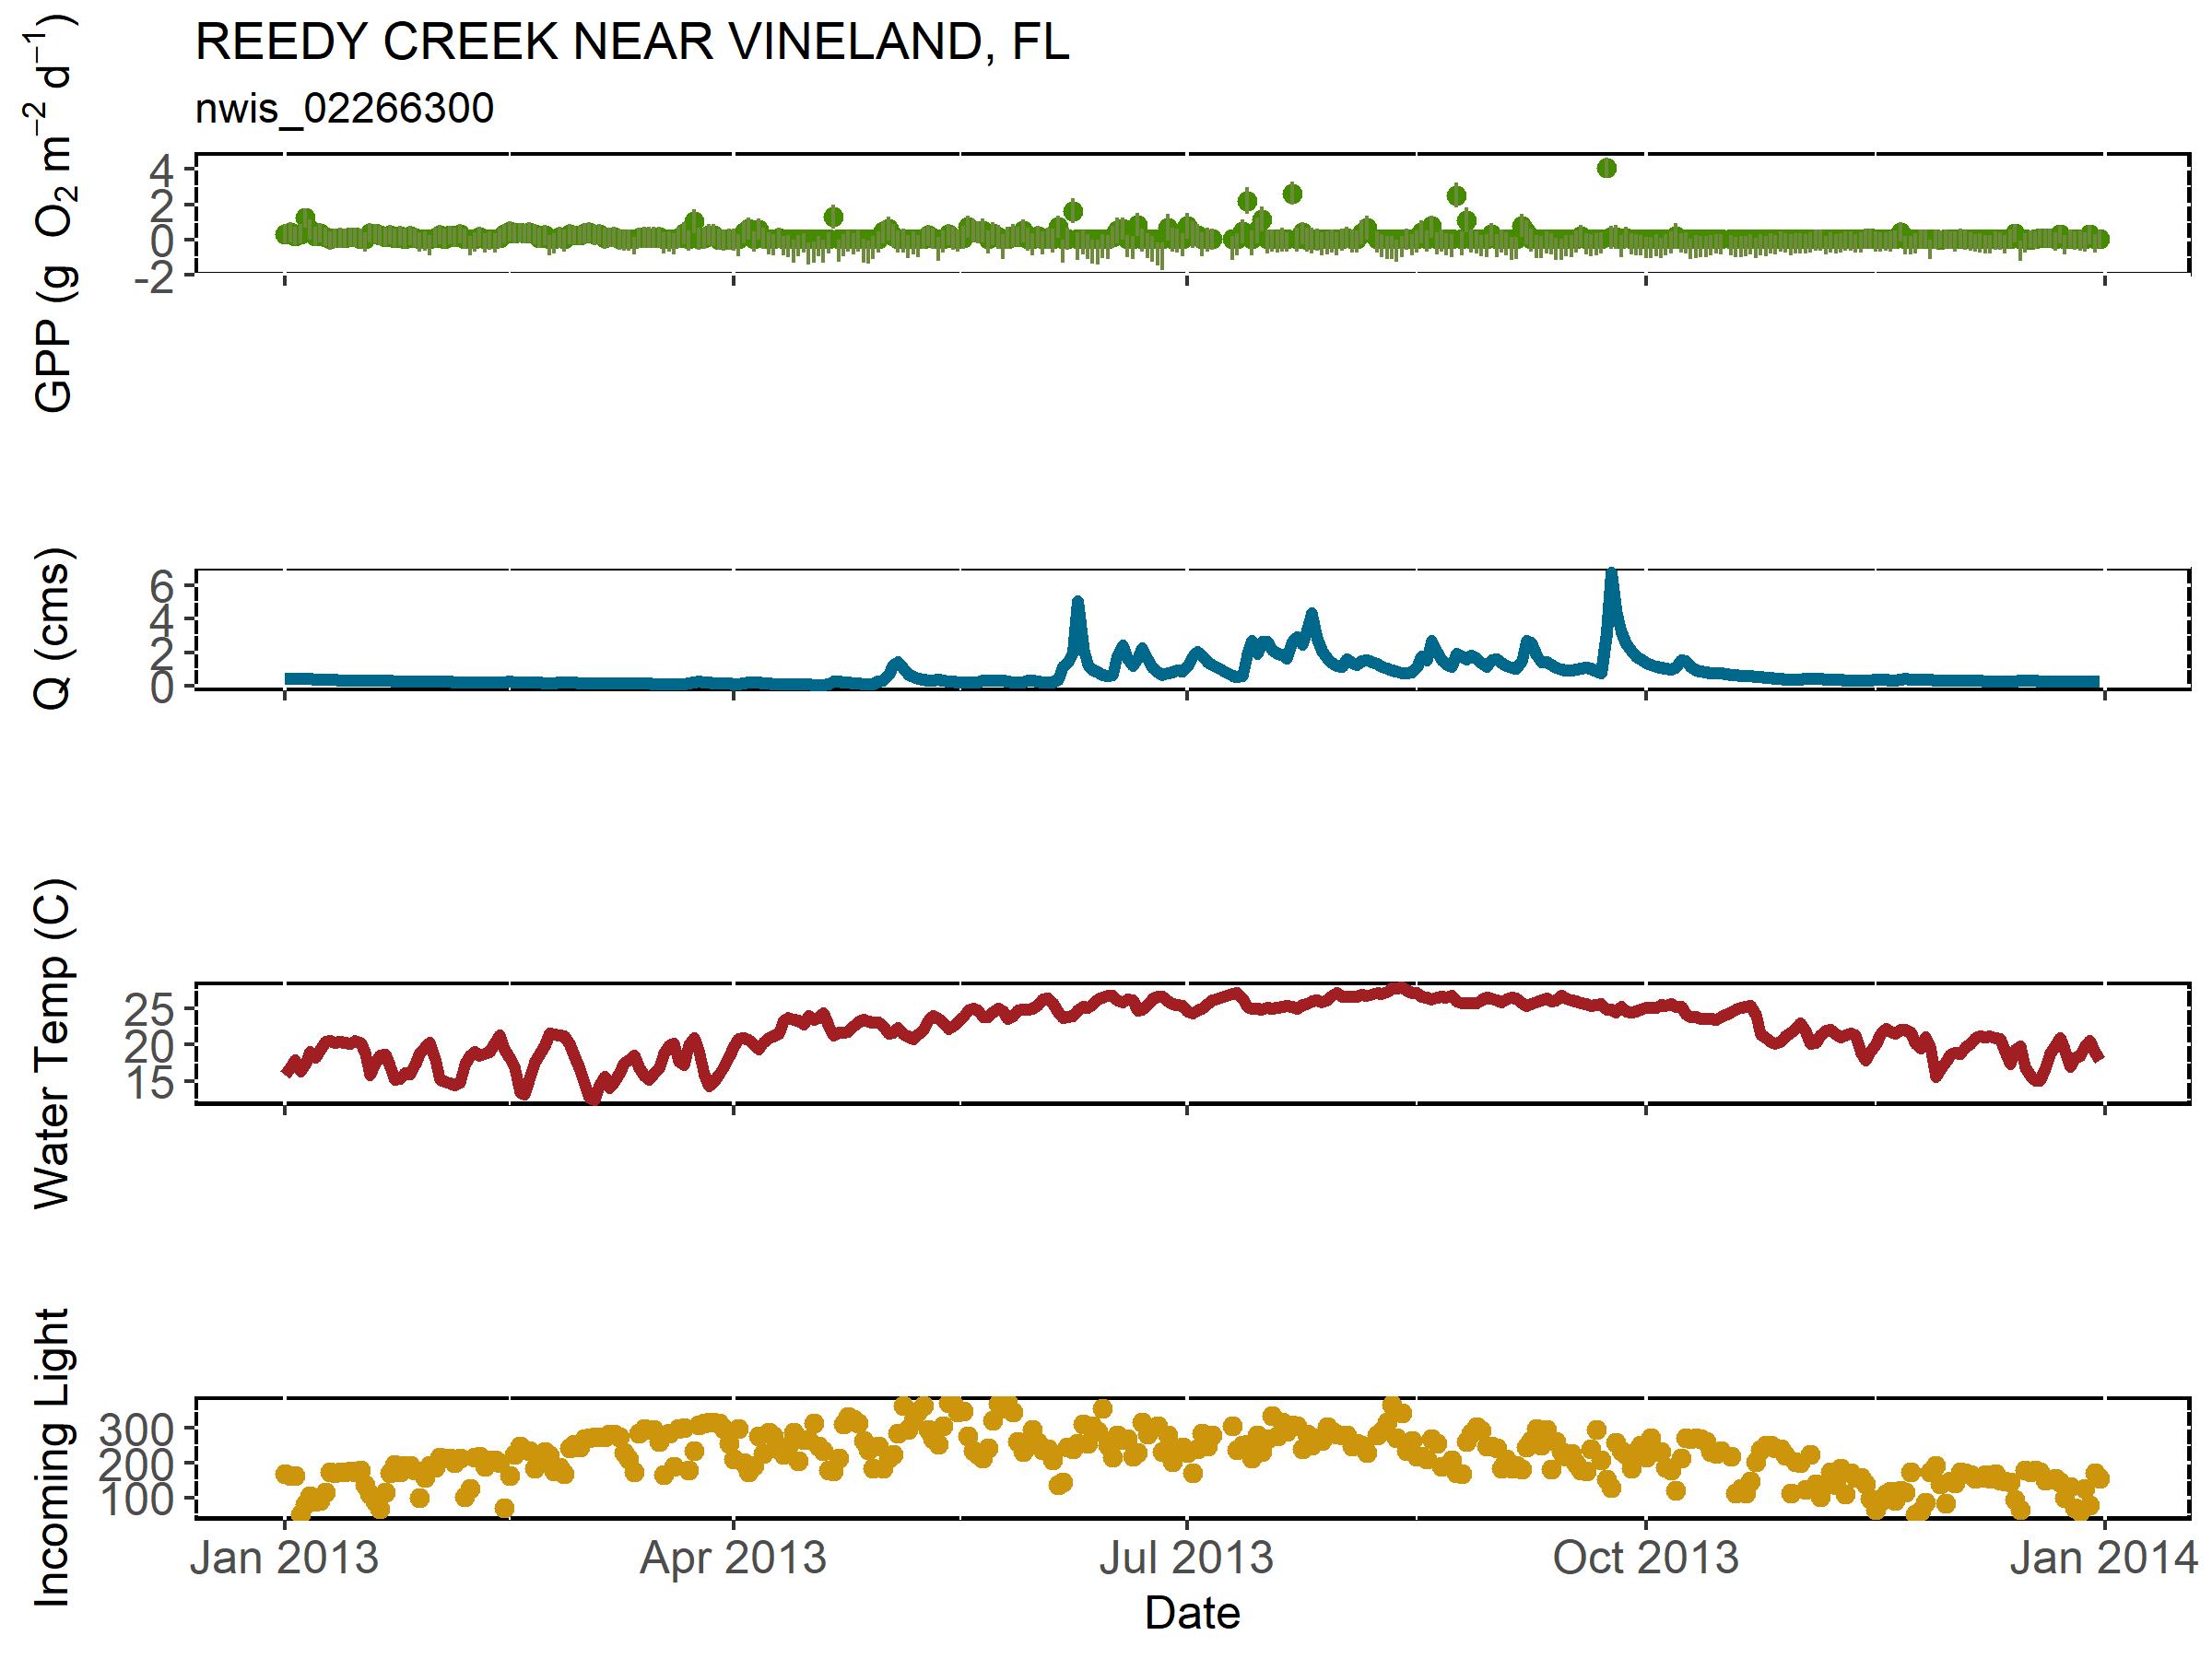 REEDY CREEK NEAR VINELAND, FL
nwis_02266300
GPP (g O₂ m⁻² d⁻¹)
4
2
0
-2
Q (cms)
6
4
2
0
Water Temp (C)
25
20
15
Incoming Light
300
200
100
Jan 2013 Apr 2013 Jul 2013 Oct 2013 Jan 2014
Date